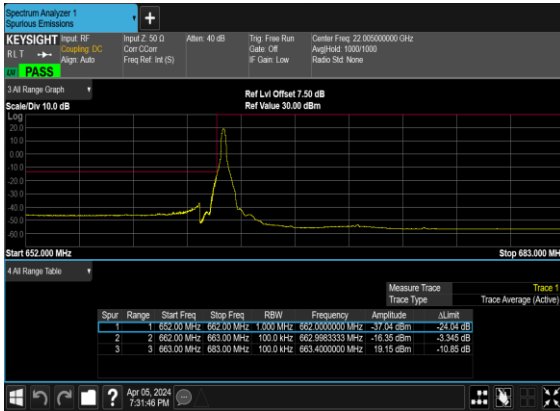 Spectrum Analyzer 1
Spurious Emissions
+
KEYSIGHT Input: RF Input Z: 50 Ω Atten: 40 dB Trig: Free Run Center Freq: 22.005000000 GHz
RLT Coupling: DC Corr CCorr Gate: Off Avg|Hold: 1000/1000
Align: Auto Freq Ref: Int (S) IF Gain: Low Radio Std: None
PASS
3 All Range Graph
Scale/Div 10.0 dB Ref Lvl Offset 7.50 dB
Ref Value 30.00 dBm
Log
20.0
10.0
0.00
-10.0
-20.0
-30.0
-40.0
-50.0
-60.0
Start 652.000 MHz Stop 683.000 MH
4 All Range Table
Measure Trace Trace 1
Trace Type Trace Average (Active)
Spur Range Start Freq Stop Freq RBW Frequency Amplitude ΔLimit
1 1 652.00 MHz 662.00 MHz 1.000 MHz 662.0000000 MHz -37.04 dBm -24.04 dB
2 2 662.00 MHz 663.00 MHz 100.0 kHz 662.9983333 MHz -16.35 dBm -3.345 dB
3 3 663.00 MHz 683.00 MHz 100.0 kHz 663.4000000 MHz 19.15 dBm -10.85 dB
? Apr 05, 2024
7:31:46 PM